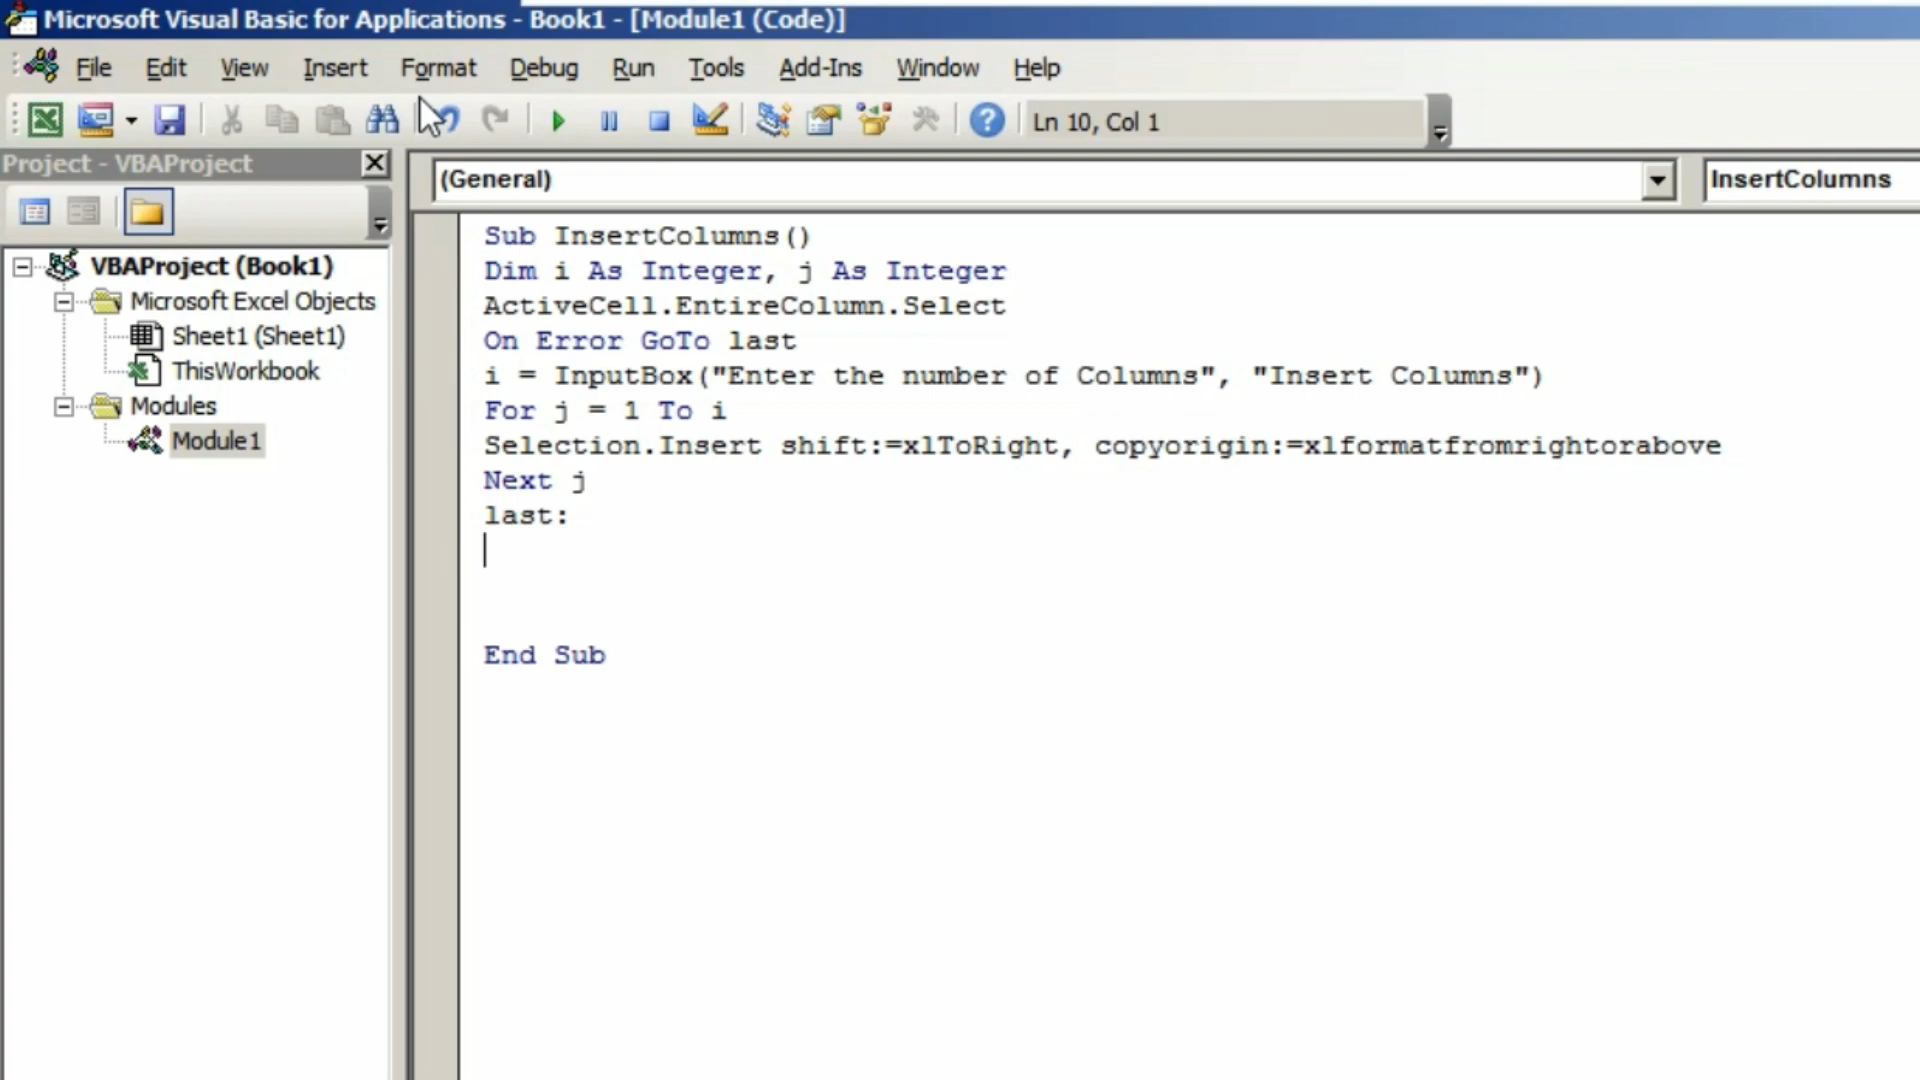 Microsoft Visual Basic for Applications - Book1 - [Module1 (Code)]
File Edit View Insert Format Debug Run Tools Add-Ins Window Help
Ln 10, Col 1
Project - VBAProject
(General)
InsertColumns
VBAProject (Book1)
Microsoft Excel Objects
Sheet1 (Sheet1)
ThisWorkbook
Modules
Module1
Sub InsertColumns()
Dim i As Integer, j As Integer
ActiveCell.EntireColumn.Select
On Error GoTo last
i = InputBox("Enter the number of Columns", "Insert Columns")
For j = 1 To i
Selection.Insert shift:=xlToRight, copyorigin:=xlformatfromrightorabove
Next j
last:
End Sub